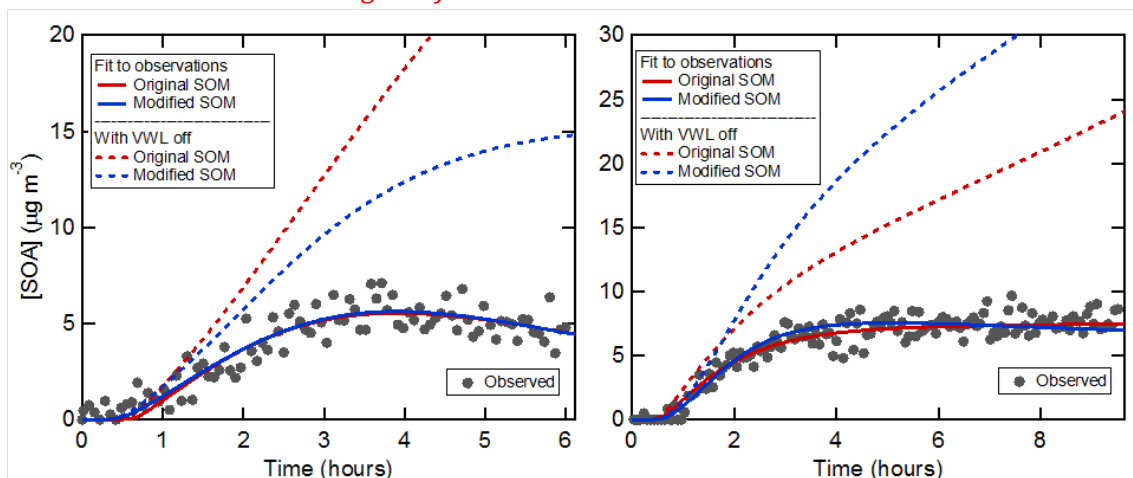 20
15
10
5
0
[SOA] (µg m⁻³)
Fit to observations
Original SOM
Modified SOM
With VWL off
Original SOM
Modified SOM
Observed
0 1 2 3 4 5 6
Time (hours)
30
25
20
15
10
5
0
Fit to observations
Original SOM
Modified SOM
With VWL off
Original SOM
Modified SOM
Observed
0 2 4 6 8
Time (hours)